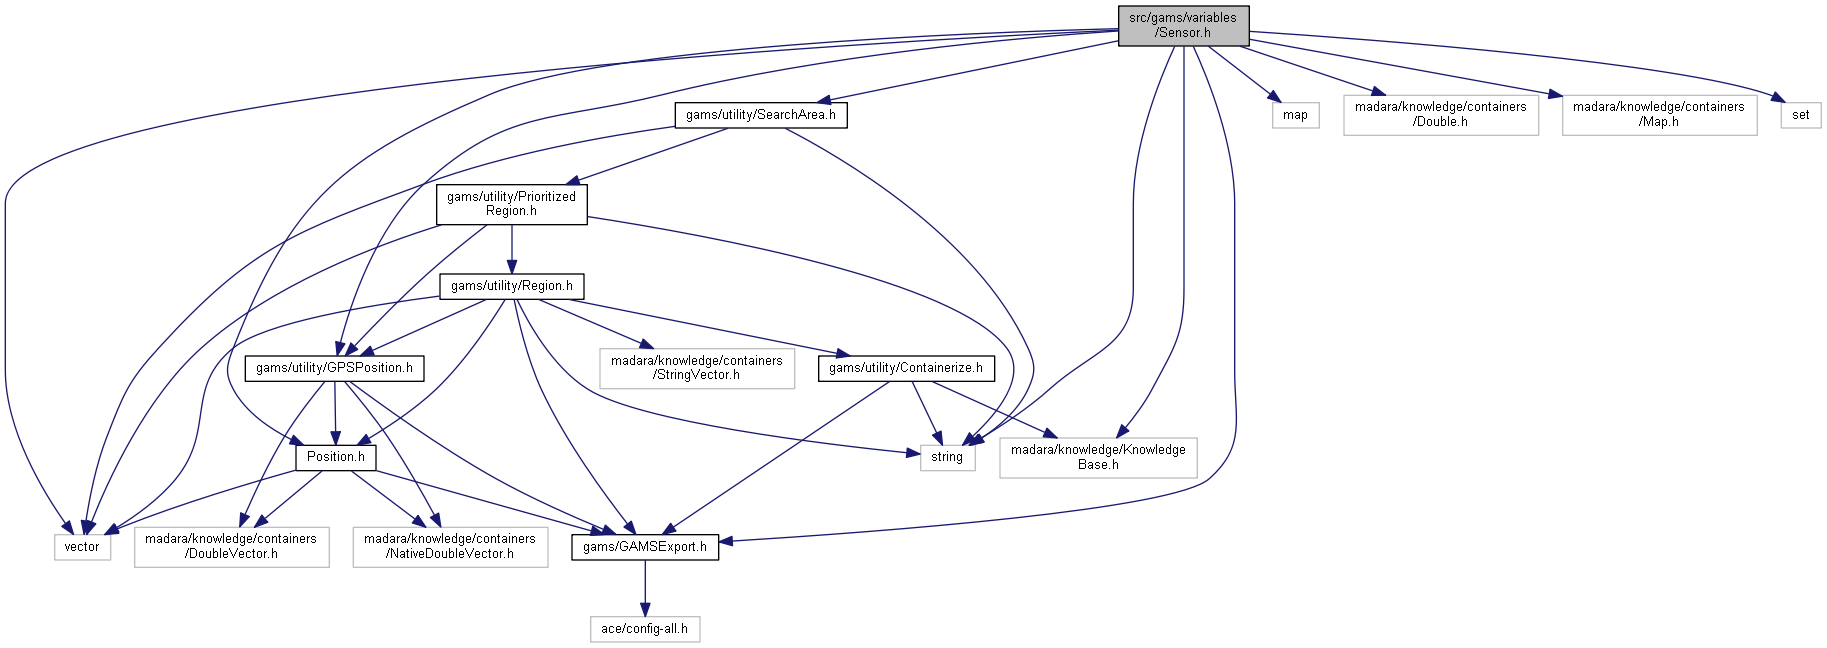 src/gams/variables
/Sensor.h
gams/utility/SearchArea.h
map
madara/knowledge/containers
/Double.h
madara/knowledge/containers
/Map.h
set
gams/utility/Prioritized
Region.h
gams/utility/Region.h
gams/utility/GPSPosition.h
madara/knowledge/containers
/StringVector.h
gams/utility/Containerize.h
Position.h
string
madara/knowledge/Knowledge
Base.h
vector
madara/knowledge/containers
/DoubleVector.h
madara/knowledge/containers
/NativeDoubleVector.h
gams/GAMSExport.h
ace/config-all.h